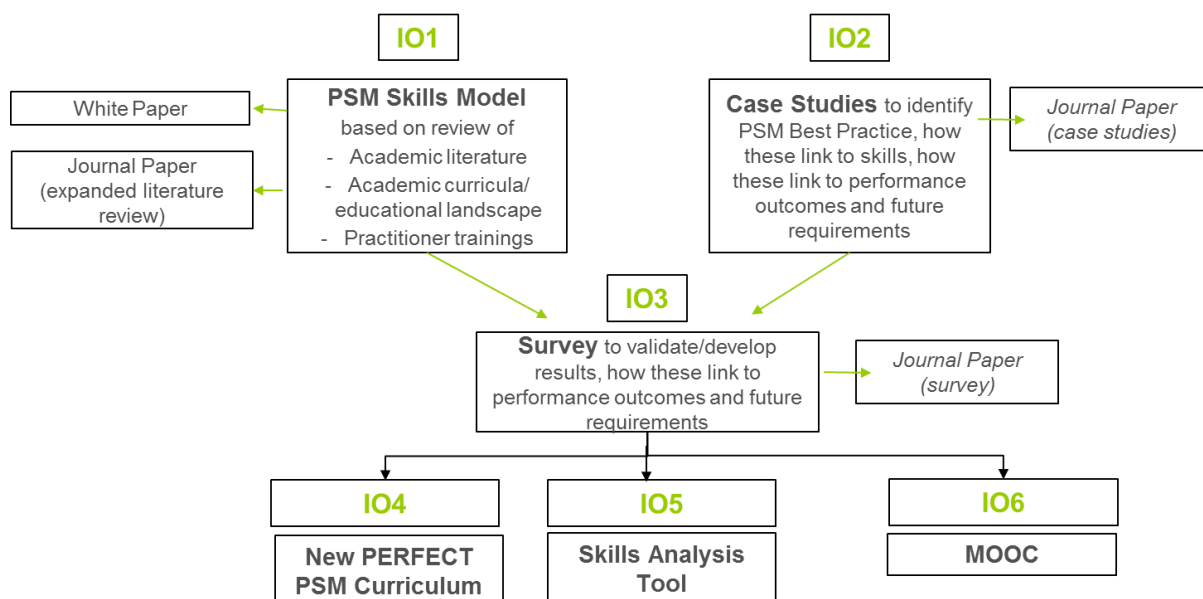 IO1
IO2
White Paper
Journal Paper
(expanded literature
review)
PSM Skills Model
based on review of
- Academic literature
- Academic curricula/
educational landscape
- Practitioner trainings
Case Studies to identify
PSM Best Practice, how
these link to skills, how
these link to performance
outcomes and future
requirements
Journal Paper
(case studies)
IO3
Survey to validate/develop
results, how these link to
performance outcomes and future
requirements
Journal Paper
(survey)
IO4
New PERFECT
PSM Curriculum
IO5
Skills Analysis
Tool
IO6
MOOC